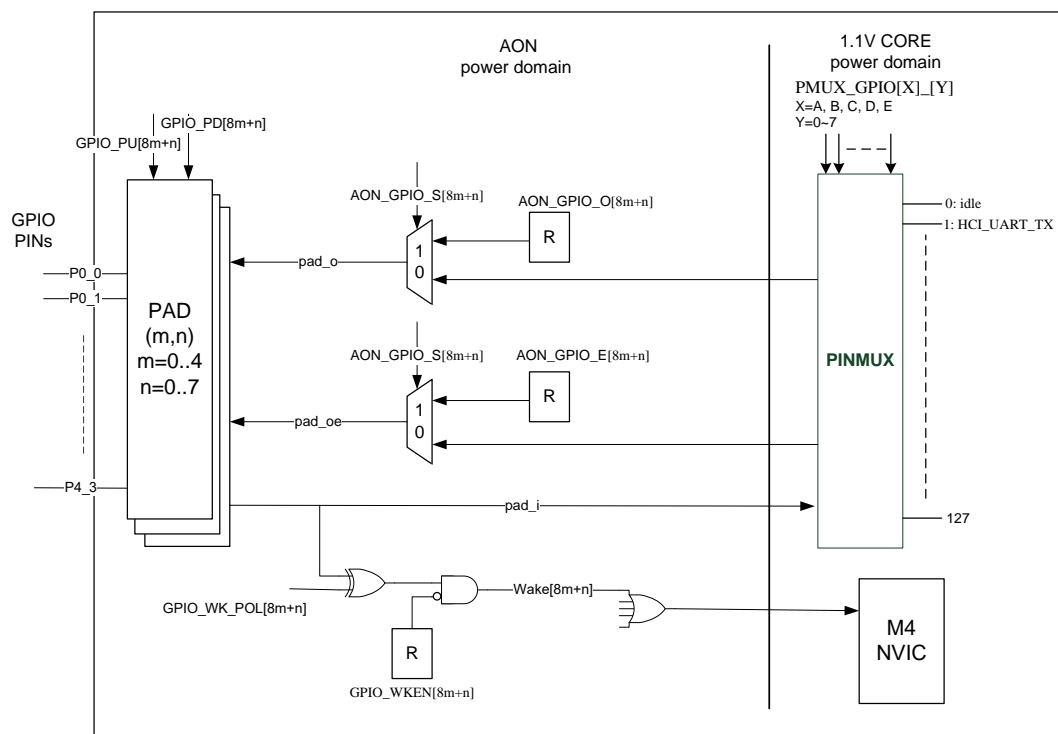 AON
power domain
1.1V CORE
power domain
PMUX_GPIO[X]_[Y]
X=A, B, C, D, E
Y=0~7
GPIO_PD[8m+n]
GPIO_PU[8m+n]
AON_GPIO_S[8m+n]
AON_GPIO_O[8m+n]
0: idle
1: HCI_UART_TX
GPIO
PINs
R
1
0
pad_o
P0_0
P0_1
PAD
(m,n)
m=0..4
n=0..7
AON_GPIO_S[8m+n]
AON_GPIO_E[8m+n]
PINMUX
R
1
0
pad_oe
P4_3
pad_i
127
Wake[8m+n]
GPIO_WK_POL[8m+n]
R
GPIO_WKEN[8m+n]
M4
NVIC